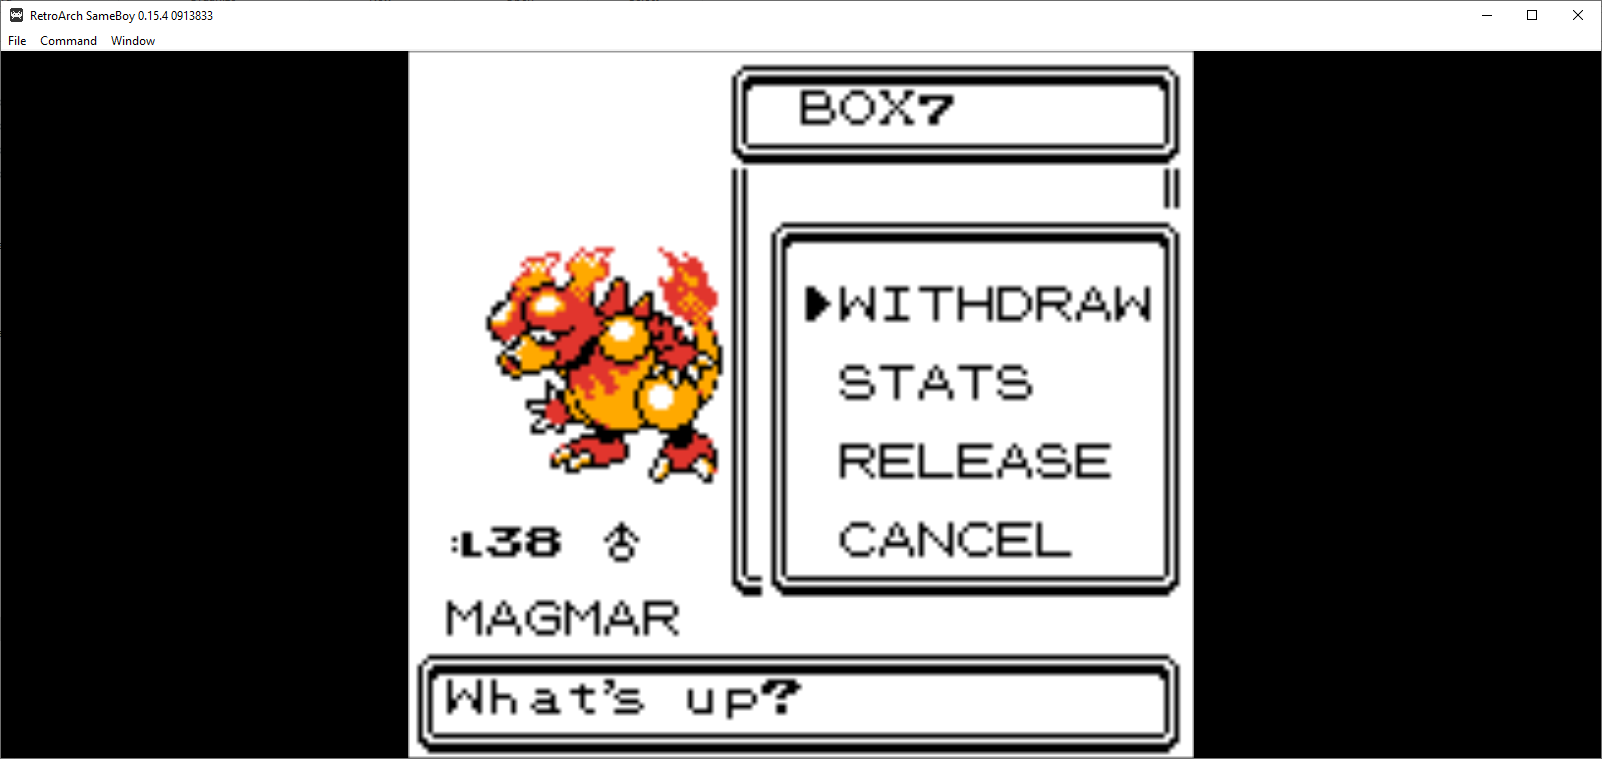 RetroArch SameBoy 0.15.4 0913833
File Command Window
BOX7
WITHDRAW
STATS
RELEASE
CANCEL
:L38 ♂
MAGMAR
What's up?